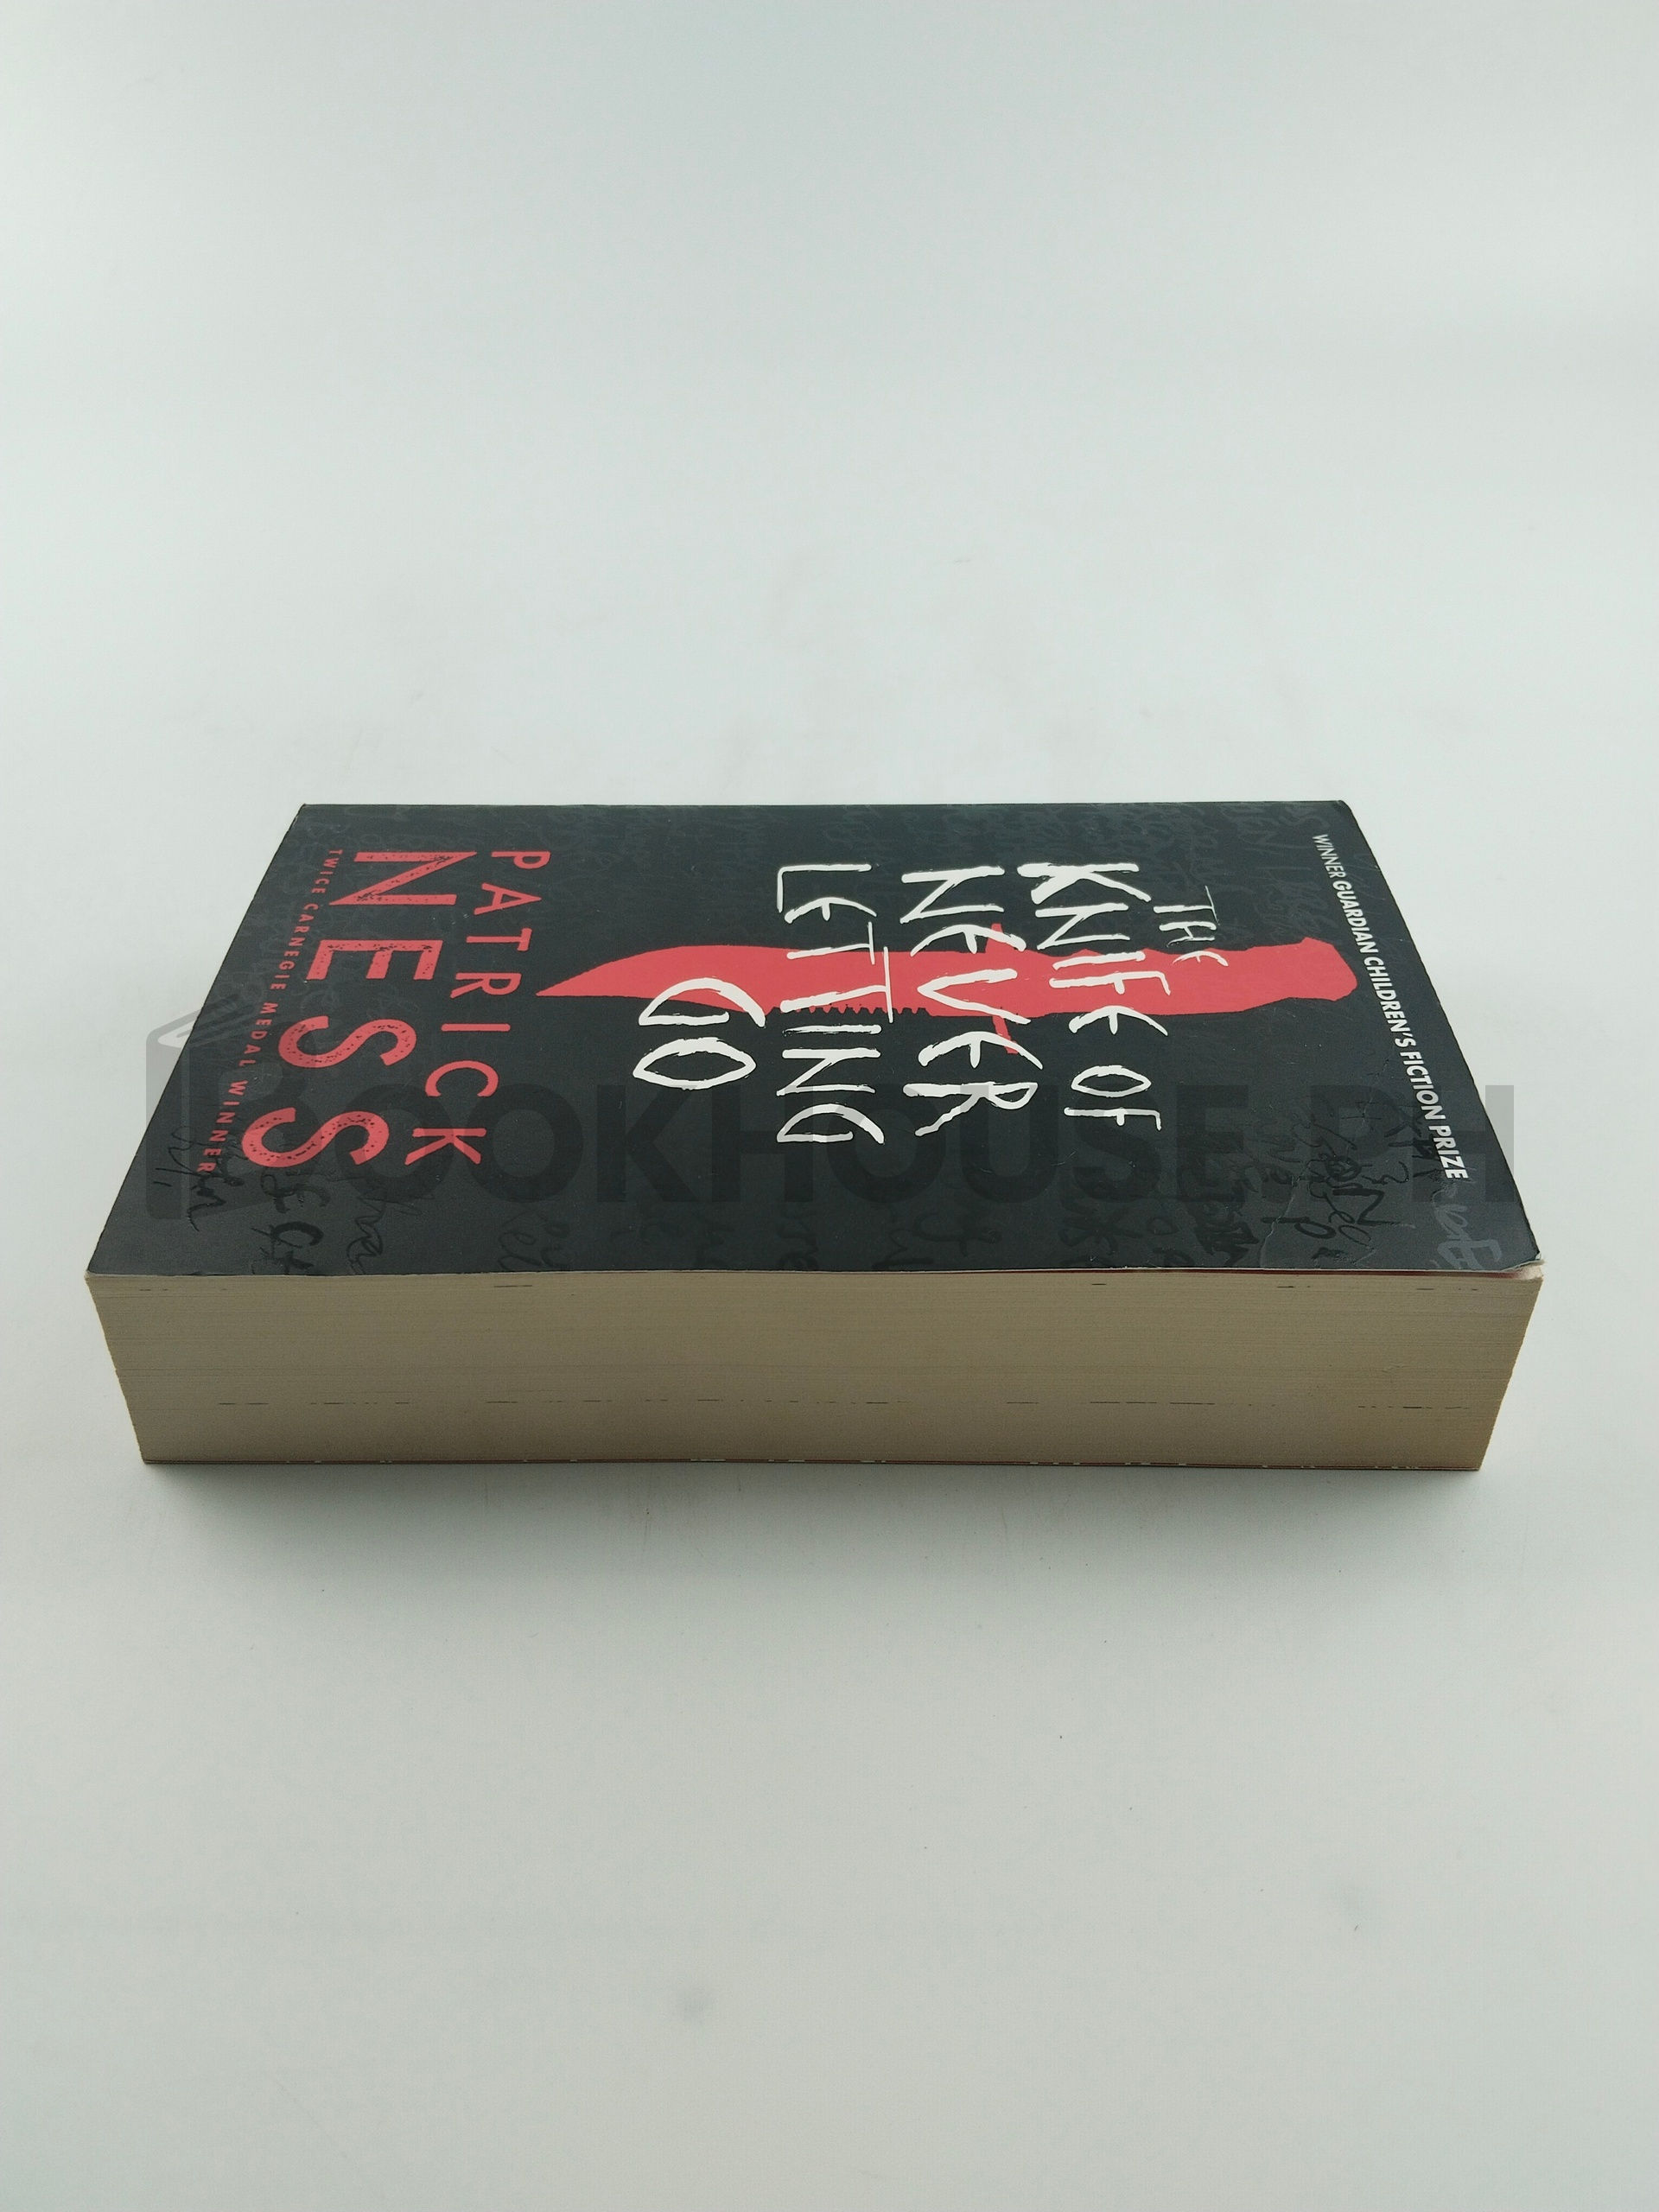 WINNER GUARDIAN CHILDREN'S FICTION PRIZE
THE
KNIFE OF
NEVER
LETTING
GO
PATRICK
NESS
TWICE CARNEGIE MEDAL WINNER
BOOKHOUSE.PH